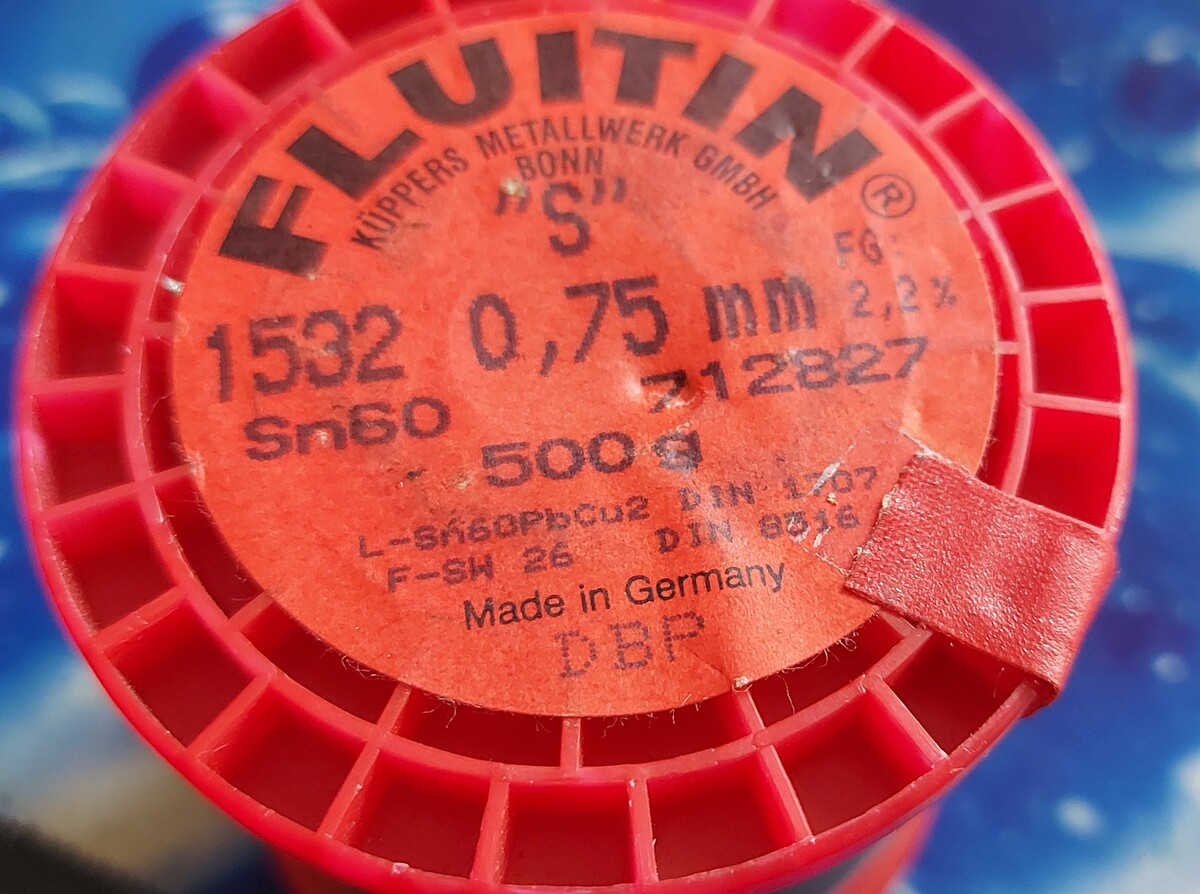 FLUITIN®
KÜPPERS METALLWERK GMBH
BONN
"S"
FG:
1532 0,75 mm 2,2%
Sn60 712827
500 g
L-Sn60PbCu2 DIN 1707
F-SW 26 DIN 8516
Made in Germany
DBP